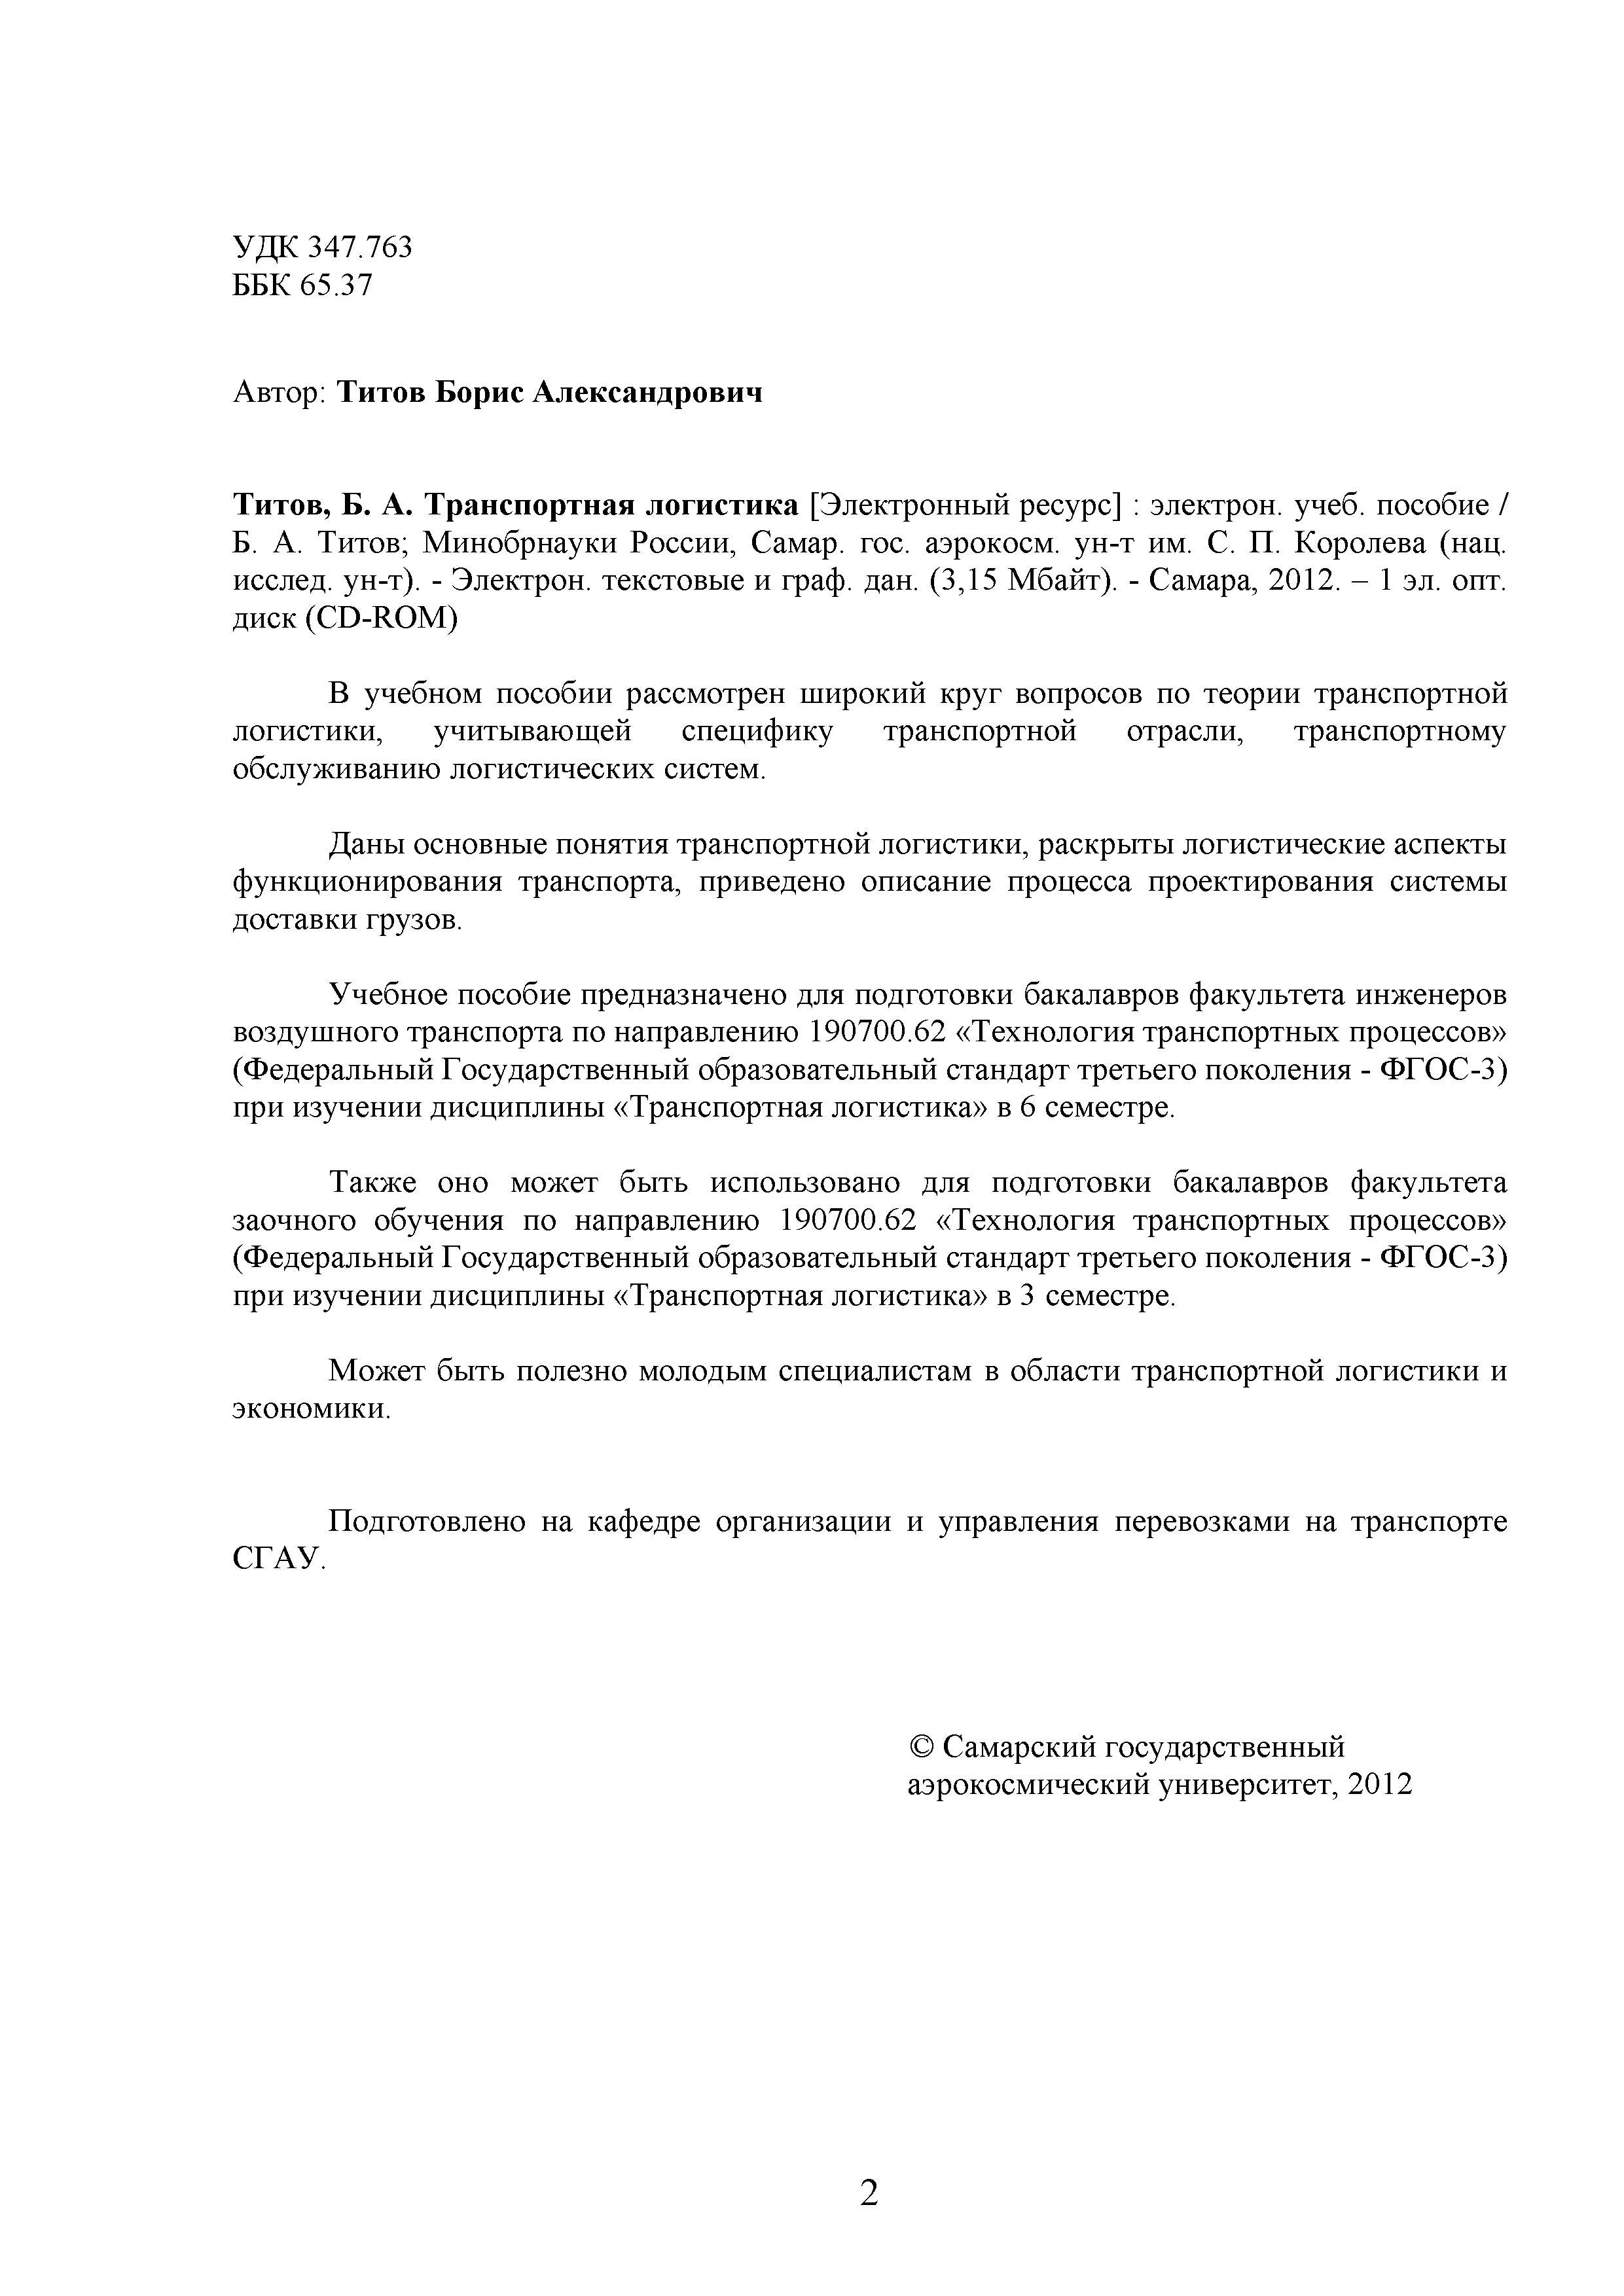 УДК 347.763
ББК 65.37
Автор: Титов Борис Александрович
Титов, Б. А. Транспортная логистика [Электронный ресурс] : электрон. учеб. пособие /
Б. А. Титов; Минобрнауки России, Самар. гос. аэрокосм. ун-т им. С. П. Королева (нац.
исслед. ун-т). - Электрон. текстовые и граф. дан. (3,15 Мбайт). - Самара, 2012. – 1 эл. опт.
диск (CD-ROM)
В учебном пособии рассмотрен широкий круг вопросов по теории транспортной
логистики, учитывающей специфику транспортной отрасли, транспортному
обслуживанию логистических систем.
Даны основные понятия транспортной логистики, раскрыты логистические аспекты
функционирования транспорта, приведено описание процесса проектирования системы
доставки грузов.
Учебное пособие предназначено для подготовки бакалавров факультета инженеров
воздушного транспорта по направлению 190700.62 «Технология транспортных процессов»
(Федеральный Государственный образовательный стандарт третьего поколения - ФГОС-3)
при изучении дисциплины «Транспортная логистика» в 6 семестре.
Также оно может быть использовано для подготовки бакалавров факультета
заочного обучения по направлению 190700.62 «Технология транспортных процессов»
(Федеральный Государственный образовательный стандарт третьего поколения - ФГОС-3)
при изучении дисциплины «Транспортная логистика» в 3 семестре.
Может быть полезно молодым специалистам в области транспортной логистики и
экономики.
Подготовлено на кафедре организации и управления перевозками на транспорте
СГАУ.
© Самарский государственный
аэрокосмический университет, 2012
2